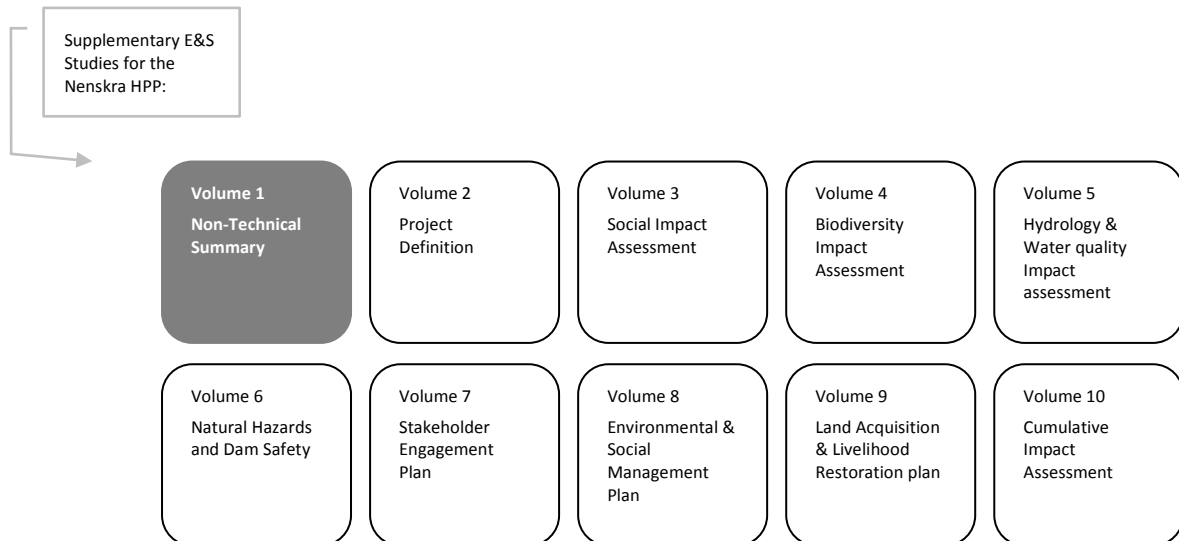 Supplementary E&S
Studies for the
Nenskra HPP:
Volume 1
Non-Technical
Summary
Volume 2
Project
Definition
Volume 3
Social Impact
Assessment
Volume 4
Biodiversity
Impact
Assessment
Volume 5
Hydrology &
Water quality
Impact
assessment
Volume 6
Natural Hazards
and Dam Safety
Volume 7
Stakeholder
Engagement
Plan
Volume 8
Environmental &
Social
Management
Plan
Volume 9
Land Acquisition
& Livelihood
Restoration plan
Volume 10
Cumulative
Impact
Assessment